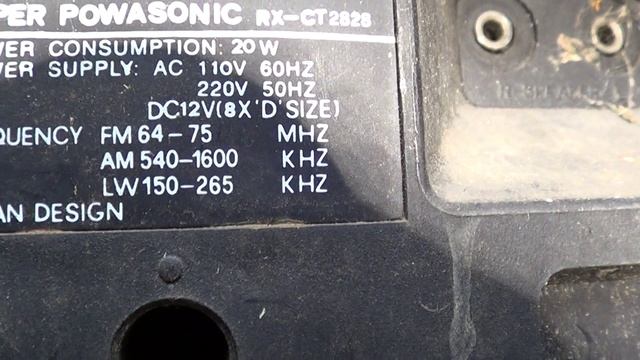 PER POWASONIC RX-CT2828
VER CONSUMPTION: 20W
VER SUPPLY: AC 110V 60HZ
220V 50HZ
DC12V(8X'D'SIZE)
QUENCY FM 64-75 MHZ
AM 540-1600 KHZ
LW 150-265 KHZ
AN DESIGN